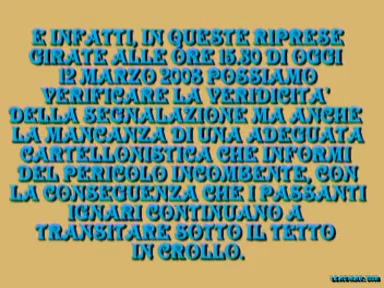 E INFATTI, IN QUESTE RIPRESE
GIRATE ALLE ORE 15.30 DI OGGI
12 MARZO 2008 POSSIAMO
VERIFICARE LA VERIDICITA'
DELLA SEGNALAZIONE MA ANCHE
LA MANCANZA DI UNA ADEGUATA
CARTELLONISTICA CHE INFORMI
DEL PERICOLO INCOMBENTE, CON
LA CONSEGUENZA CHE I PASSANTI
IGNARI CONTINUANO A
TRANSITARE SOTTO IL TETTO
IN CROLLO.